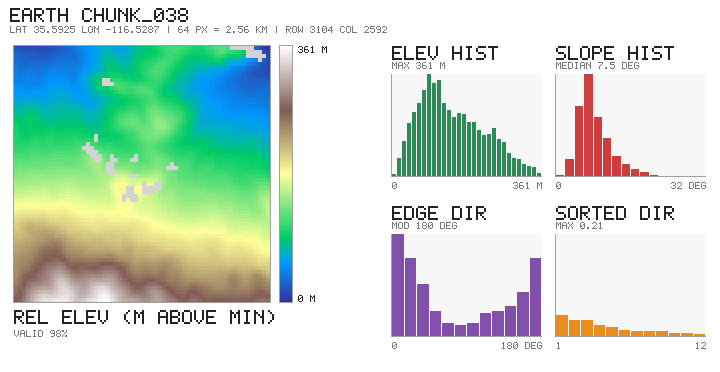 EARTH CHUNK_038
LAT 35.5925 LON -116.5287 | 64 PX = 2.56 KM | ROW 3104 COL 2592
361 M
0 M
REL ELEV (M ABOVE MIN)
VALID 98%
ELEV HIST
MAX 361 M
0 361 M
SLOPE HIST
MEDIAN 7.5 DEG
0 32 DEG
EDGE DIR
MOD 180 DEG
0 180 DEG
SORTED DIR
MAX 0.21
1 12